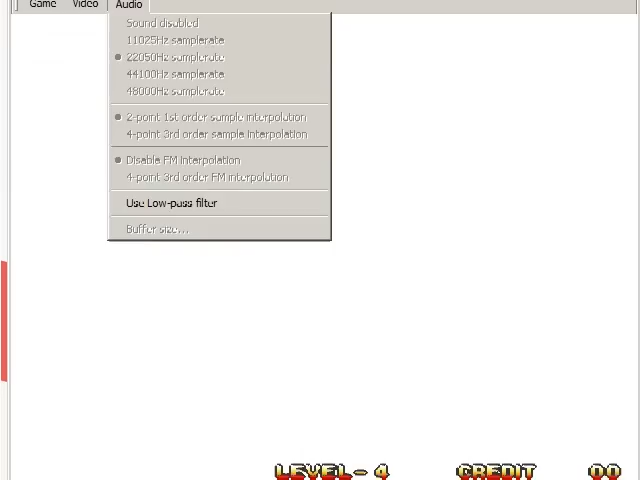 Game Video Audio
Sound disabled
11025Hz samplerate
22050Hz samplerate
44100Hz samplerate
48000Hz samplerate
2-point 1st order sample interpolation
4-point 3rd order sample interpolation
Disable FM interpolation
4-point 3rd order FM interpolation
Use Low-pass filter
Buffer size...
LEVEL-4 CREDIT 00